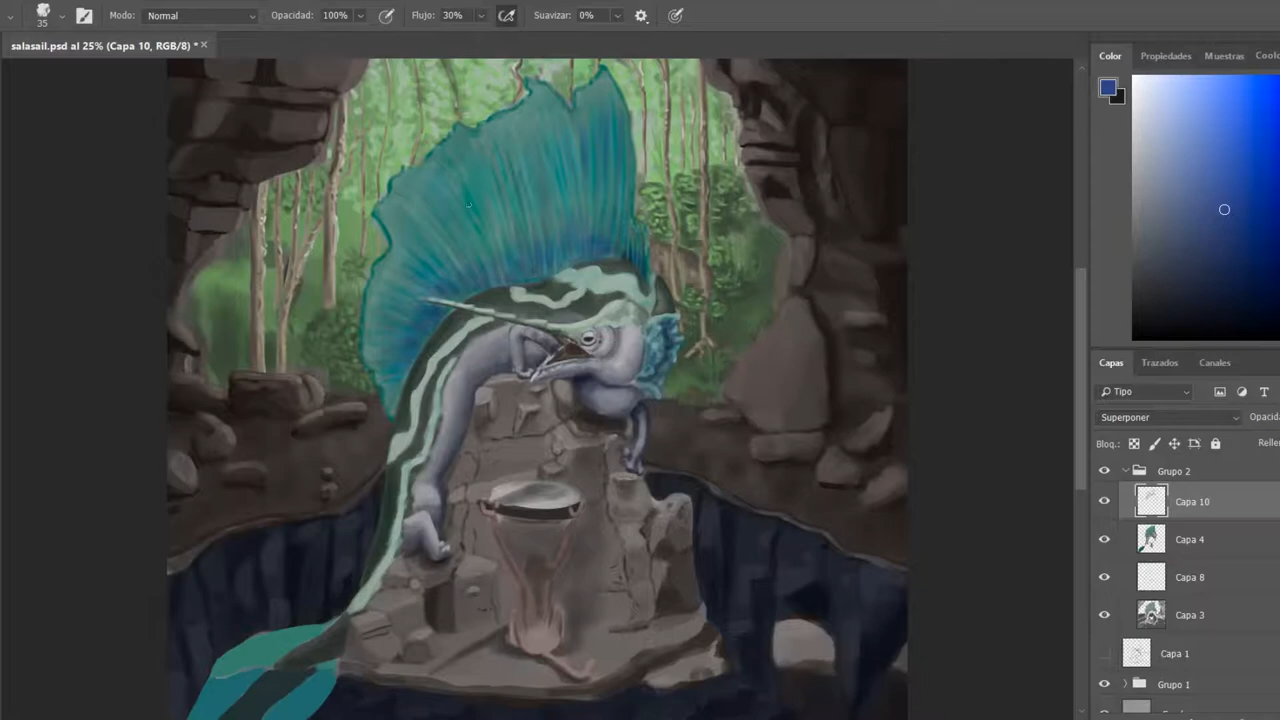 35 Modo: Normal Opacidad: 100% Flujo: 30% Suavizar: 0%
salasail.psd al 25% (Capa 10, RGB/8) * ×
Color Propiedades Muestras
Capas Trazados Canales
Tipo
Superponer Opacida
Bloq.:
Grupo 2
Capa 10
Capa 4
Capa 8
Capa 3
Capa 1
Grupo 1